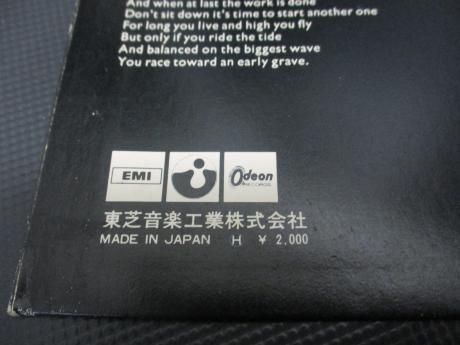 And when at last the work is done
Don't sit down it's time to start another one
For long you live and high you fly
But only if you ride the tide
And balanced on the biggest wave
You race toward an early grave.
EMI
Odeon
RECORDS
東芝音楽工業株式会社
MADE IN JAPAN H ¥ 2,000